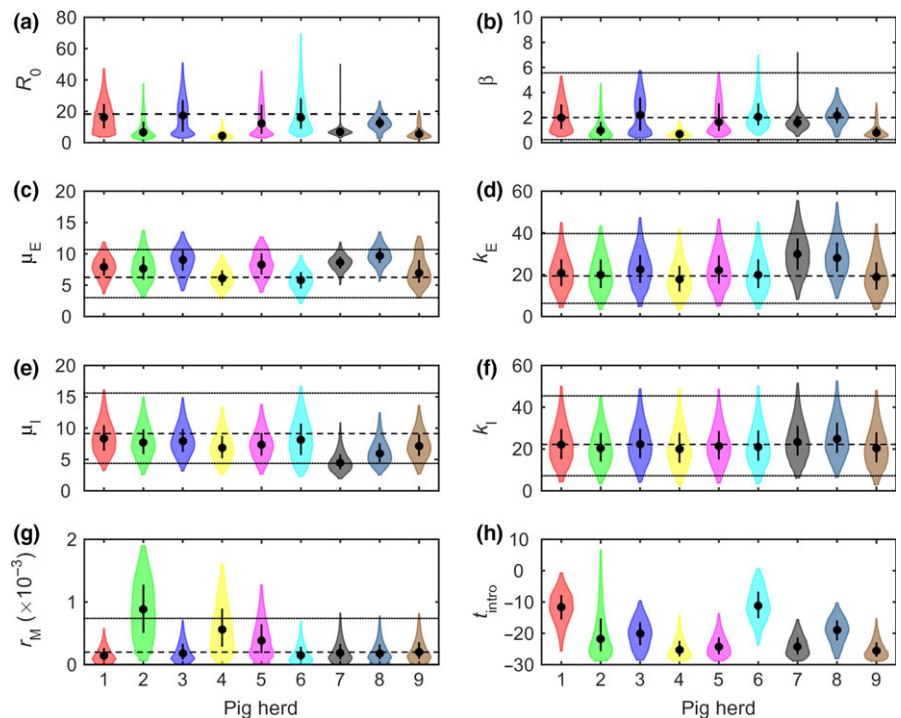 (a)
80
60
40
20
0
R0
(b)
10
8
6
4
2
0
β
(c)
20
15
10
5
0
μE
(d)
60
40
20
0
kE
(e)
20
15
10
5
0
μI
(f)
60
40
20
0
kI
(g)
2
1
0
rM (×10−3)
1 2 3 4 5 6 7 8 9
Pig herd
(h)
10
0
−10
−20
−30
tintro
1 2 3 4 5 6 7 8 9
Pig herd